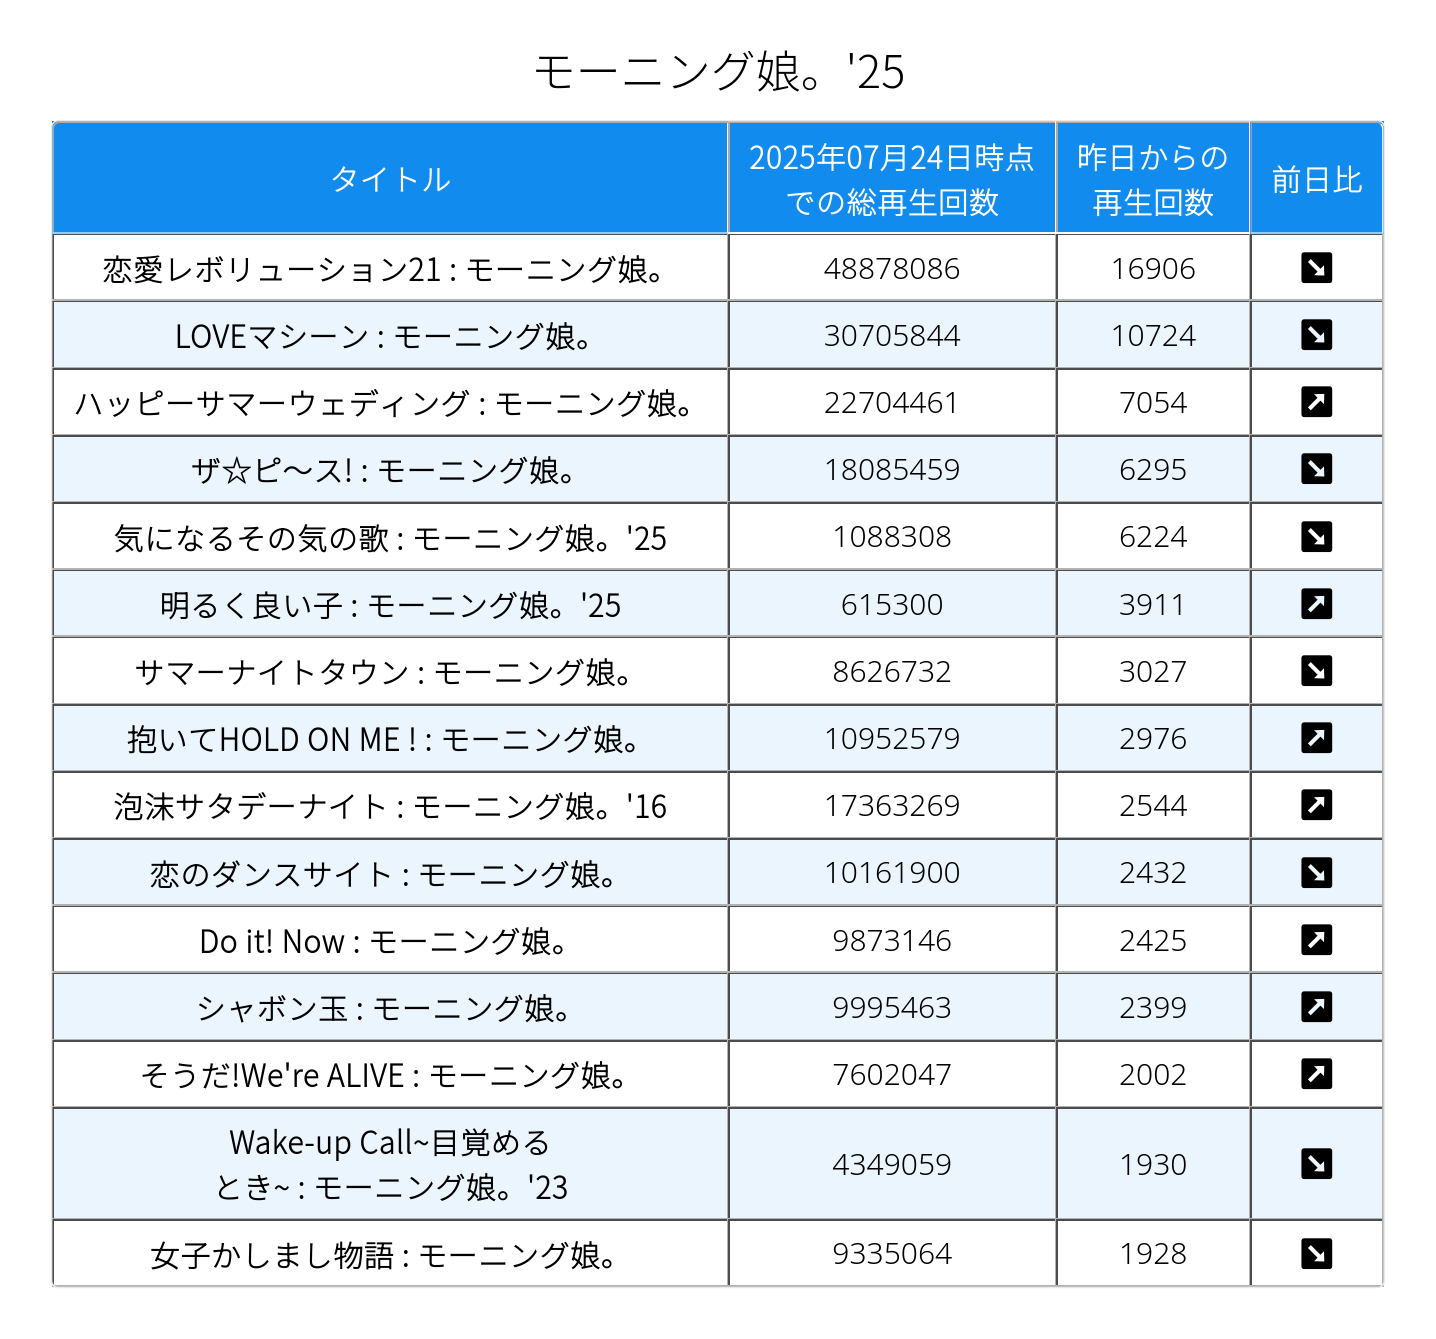 モーニング娘。'25
タイトル
2025年07月24日時点
での総再生回数
昨日からの
再生回数
前日比
恋愛レボリューション21 : モーニング娘。 48878086 16906 ↘
LOVEマシーン : モーニング娘。 30705844 10724 ↘
ハッピーサマーウェディング : モーニング娘。 22704461 7054 ↗
ザ☆ピ〜ス! : モーニング娘。 18085459 6295 ↘
気になるその気の歌 : モーニング娘。'25 1088308 6224 ↘
明るく良い子 : モーニング娘。'25 615300 3911 ↗
サマーナイトタウン : モーニング娘。 8626732 3027 ↘
抱いてHOLD ON ME ! : モーニング娘。 10952579 2976 ↗
泡沫サタデーナイト : モーニング娘。'16 17363269 2544 ↗
恋のダンスサイト : モーニング娘。 10161900 2432 ↘
Do it! Now : モーニング娘。 9873146 2425 ↗
シャボン玉 : モーニング娘。 9995463 2399 ↗
そうだ!We're ALIVE : モーニング娘。 7602047 2002 ↗
Wake-up Call~目覚める
とき~ : モーニング娘。'23 4349059 1930 ↘
女子かしまし物語 : モーニング娘。 9335064 1928 ↘